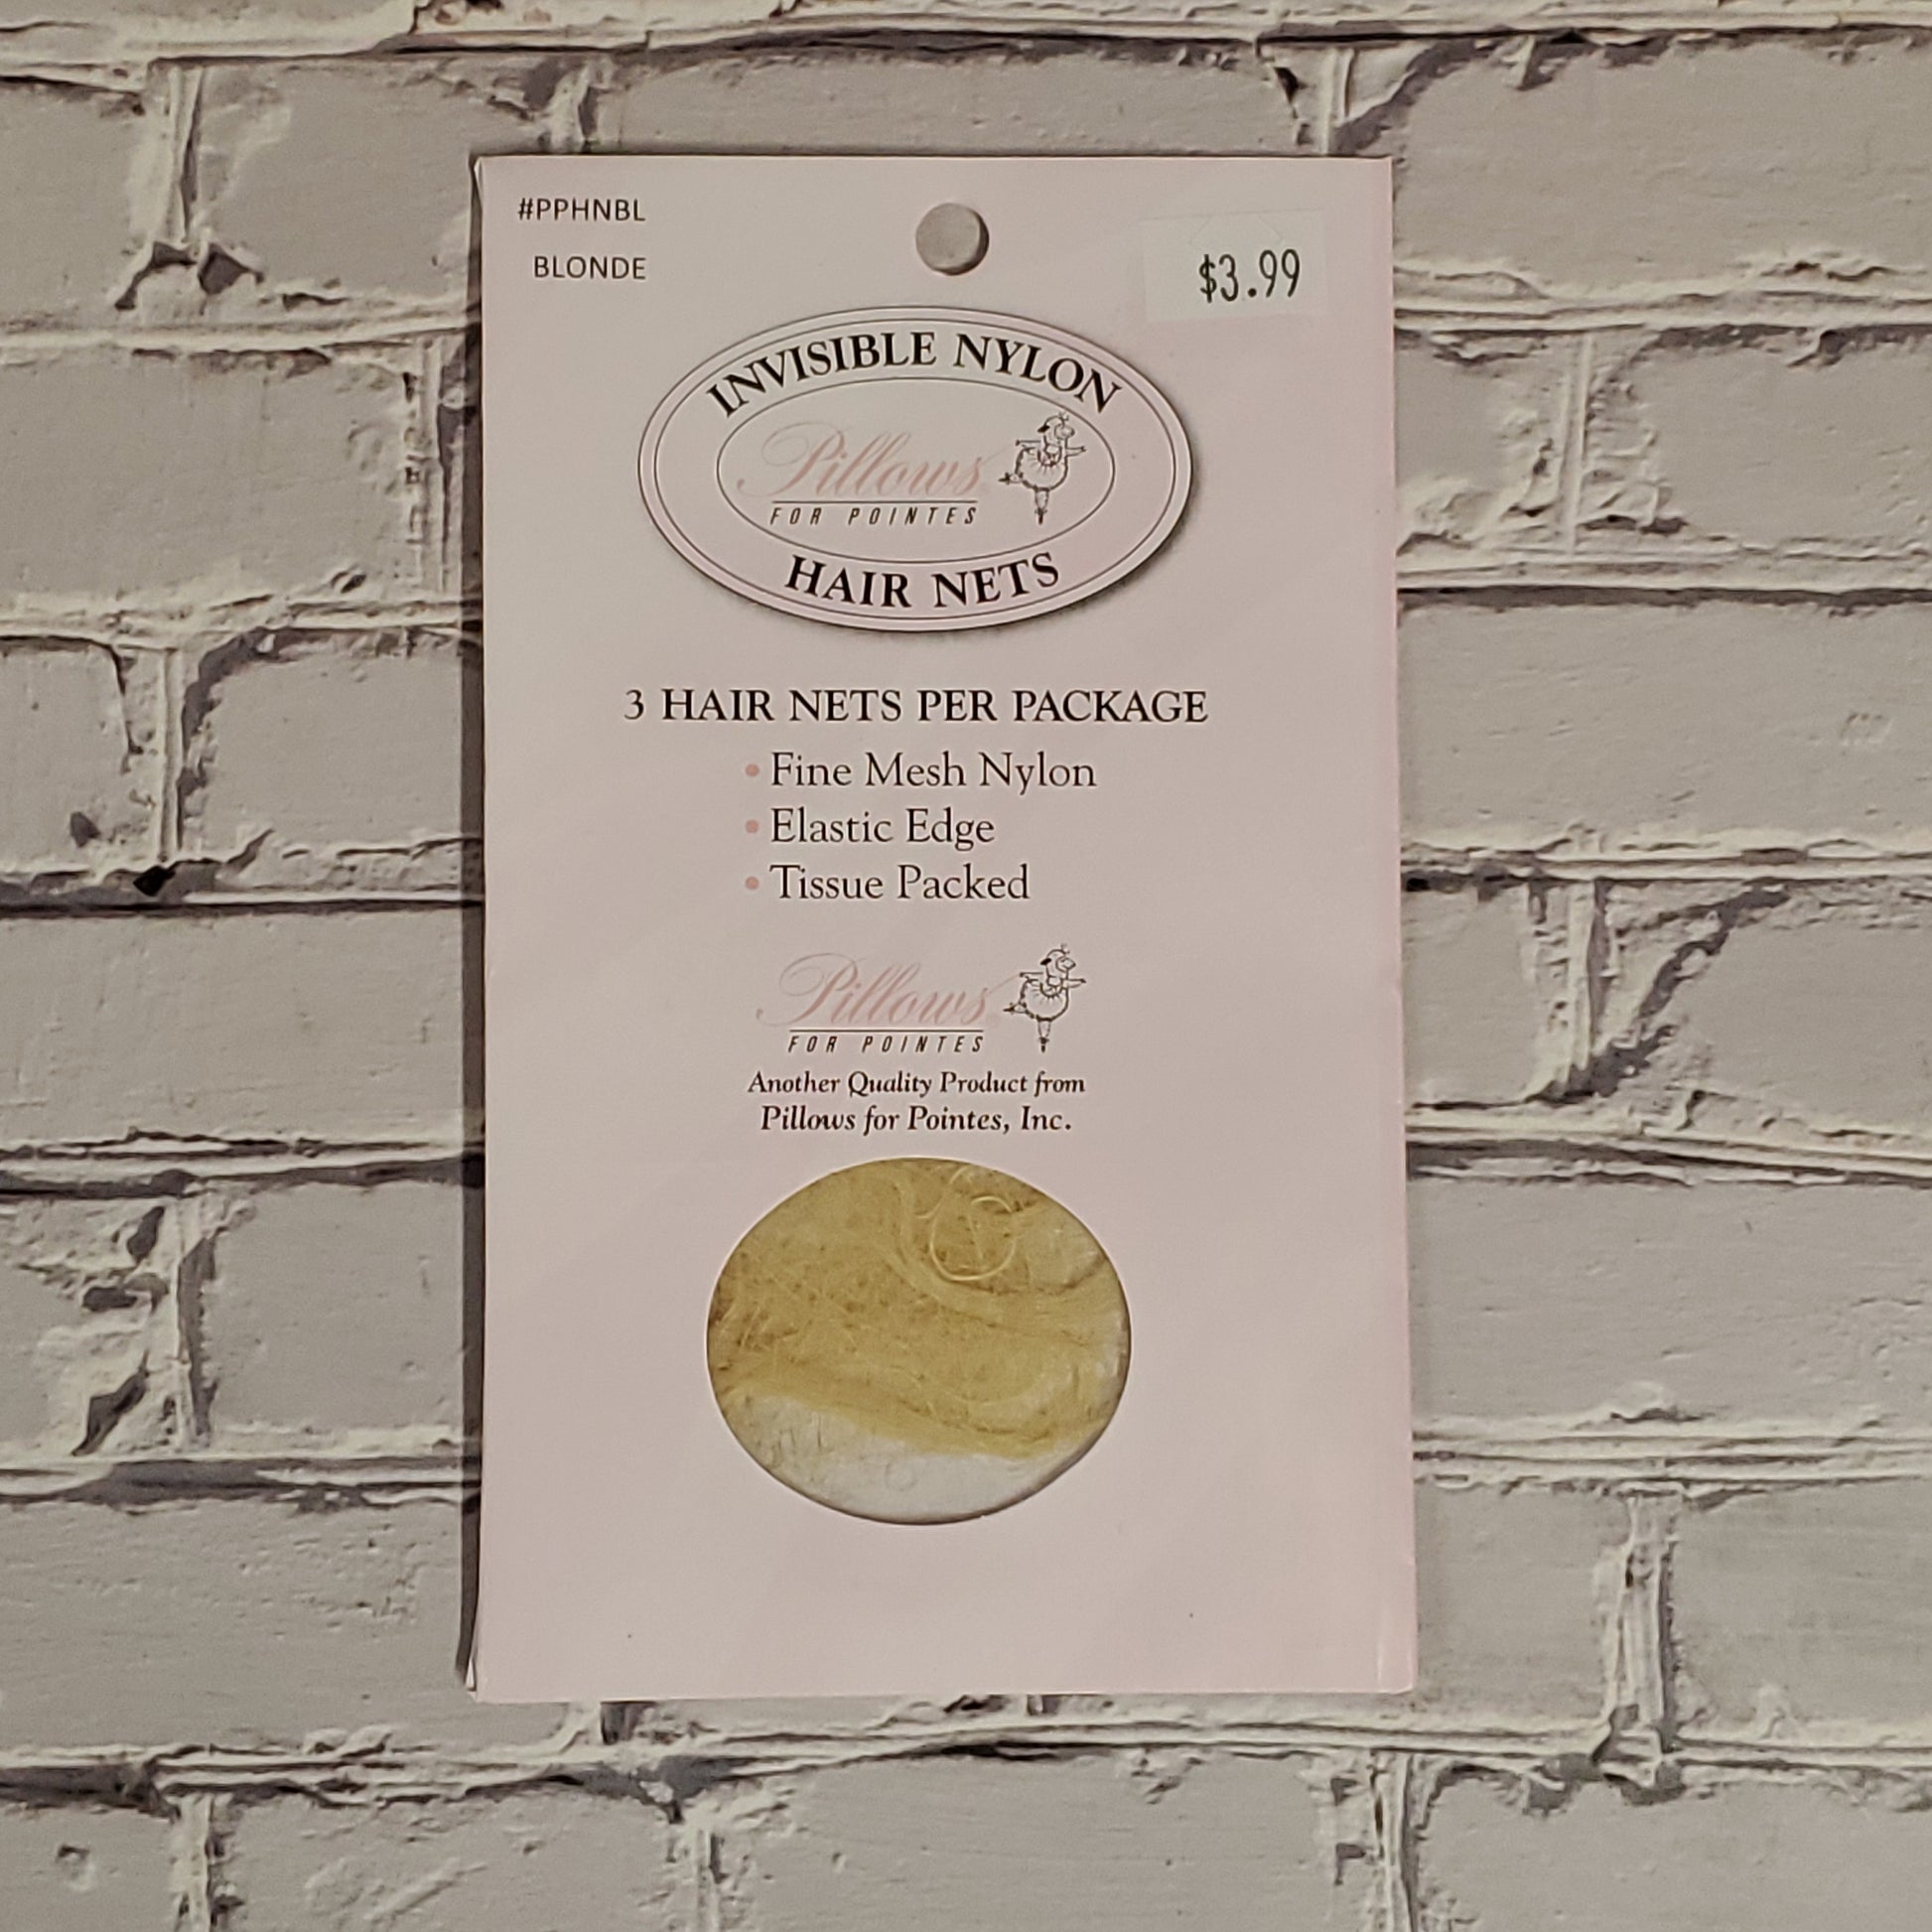 #PPHNBL
BLONDE
$3.99
INVISIBLE NYLON
Pillows
FOR POINTES
HAIR NETS
3 HAIR NETS PER PACKAGE
• Fine Mesh Nylon
• Elastic Edge
• Tissue Packed
Pillows
FOR POINTES
Another Quality Product from
Pillows for Pointes, Inc.